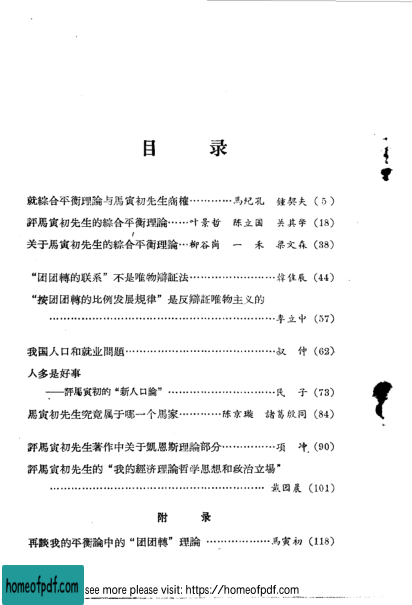 目 录
就綜合平衡理論与馬寅初先生商榷…………馬紀孔 鍾契夫 (5)
評馬寅初先生的綜合平衡理論……叶景哲 陈立国 吳其学 (18)
关于馬寅初先生的綜合平衡理論…柳谷崗 一 未 梁文森 (38)
“团团轉的联系”不是唯物辯証法……………………韓佳辰 (44)
“按团团轉的比例发展規律”是反辯証唯物主义的
……………………………………………………李立中 (57)
我国人口和就业問題…………………………………叔 仲 (62)
人多是好事
——評馬寅初的“新人口論”………………………民 子 (73)
馬寅初先生究竟属于哪一个馬家…………陈京璇 諸葛殷同 (84)
評馬寅初先生著作中关于凱恩斯理論部分……………項 冲 (90)
評馬寅初先生的“我的經济理論哲学思想和政治立場”
………………………………………………… 戴园晨 (101)
附 录
再談我的平衡論中的“团团轉”理論………………馬寅初 (118)
homeofpdf.com
see more please visit: https://homeofpdf.com